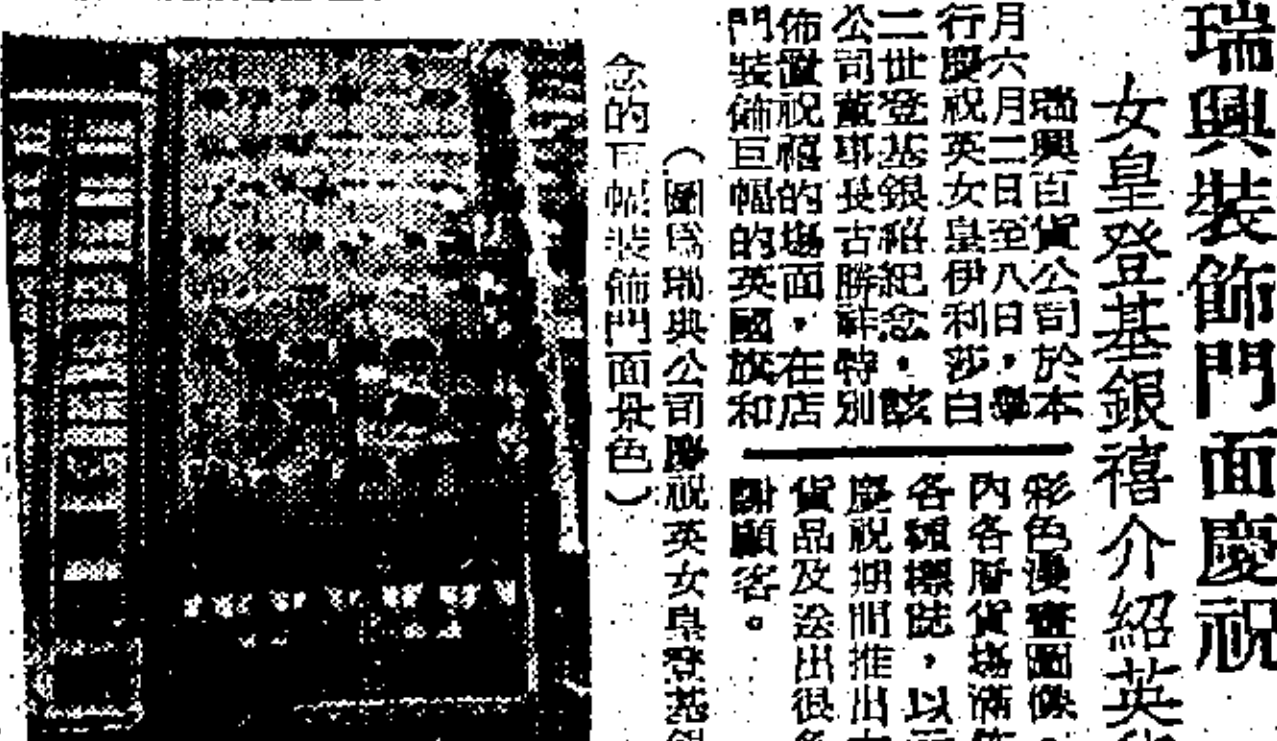 瑞興裝飾門面慶祝
女皇登基銀禧介紹英
瑞興百貨公司於本
月六月二日至八日，舉
行慶祝英女皇伊利莎白
二世登基銀禧紀念，該
公司董事長古勝祥特別
佈置祝禧的場面，在店
門裝飾巨幅的英國旗和
彩色漫畫圖像，
內各層貨場滿佈
各類標誌，以示
慶祝期間推出大
貨品及送出很多
謝顧客。
（圖爲瑞興公司慶祝英女皇登基銀
念的巨幅裝飾門面景色）